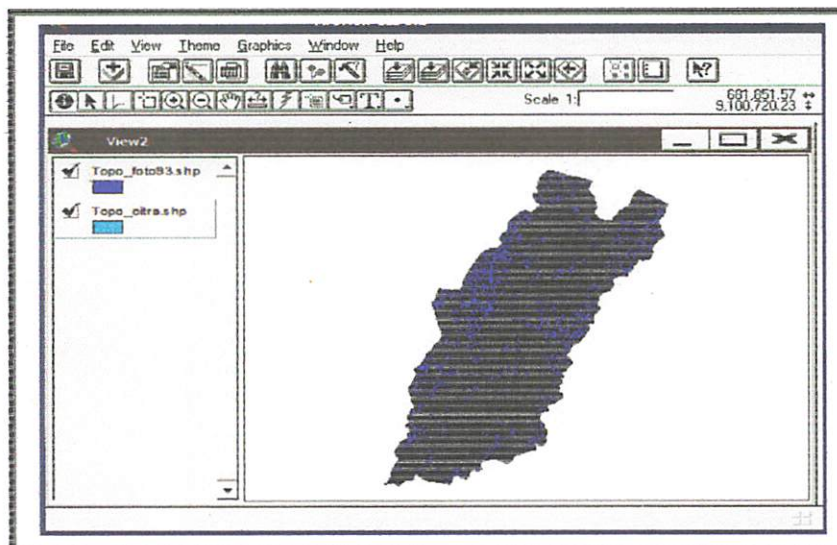 File Edit View Theme Graphics Window Help
Scale 1:
681,651.57
9,100,720.23
View2
Topo_foto93.shp
Topo_citra.shp